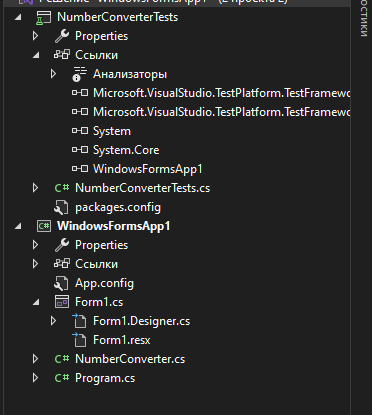 Решение "WindowsFormsApp1" (2 проекта 2)
NumberConverterTests
Properties
Ссылки
Анализаторы
Microsoft.VisualStudio.TestPlatform.TestFramewo
Microsoft.VisualStudio.TestPlatform.TestFramewo
System
System.Core
WindowsFormsApp1
C# NumberConverterTests.cs
packages.config
C# WindowsFormsApp1
Properties
Ссылки
App.config
Form1.cs
Form1.Designer.cs
Form1.resx
C# NumberConverter.cs
C# Program.cs
ностики